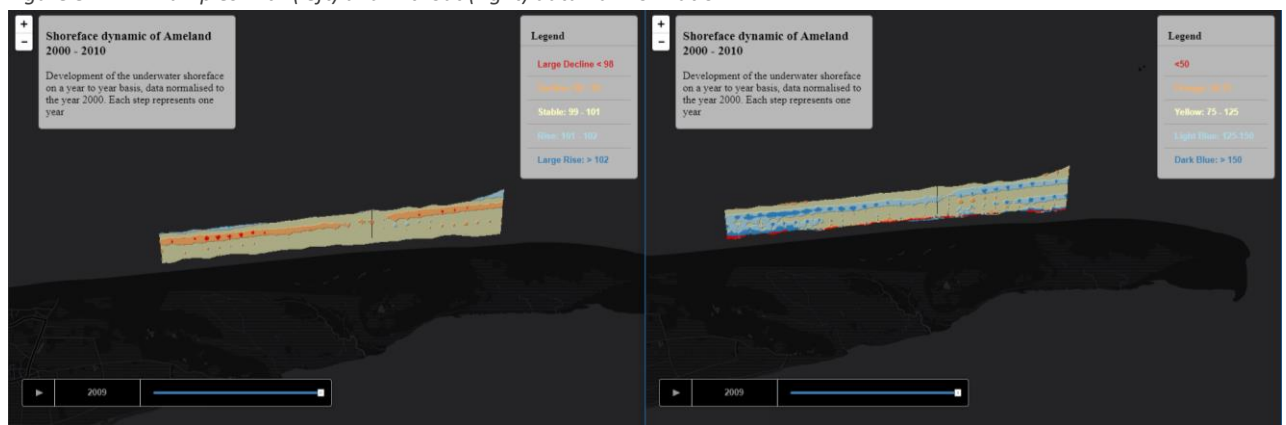 +
−
Shoreface dynamic of Ameland
2000 - 2010
Development of the underwater shoreface
on a year to year basis, data normalised to
the year 2000. Each step represents one
year
Legend
Large Decline < 98
Stable: 99 - 101
Blue: 101 - 102
Large Rise: > 102
2009
+
−
Shoreface dynamic of Ameland
2000 - 2010
Development of the underwater shoreface
on a year to year basis, data normalised to
the year 2000. Each step represents one
year
Legend
<50
Yellow: 75 - 125
Light Blue: 125-150
Dark Blue: > 150
2009